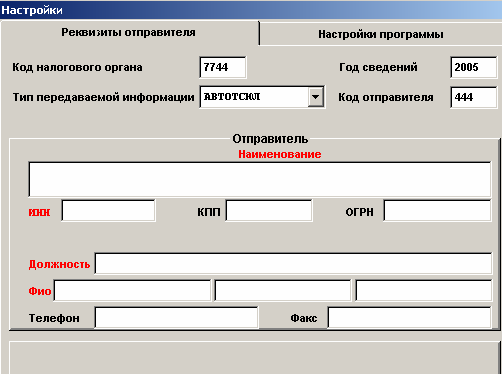 Настройки
Реквизиты отправителя
Настройки программы
Код налогового органа 7744 Год сведений 2005
Тип передаваемой информации АВТОТСНЛ Код отправителя 444
Отправитель
Наименование
ИНН КПП ОГРН
Должность
Фио
Телефон Факс